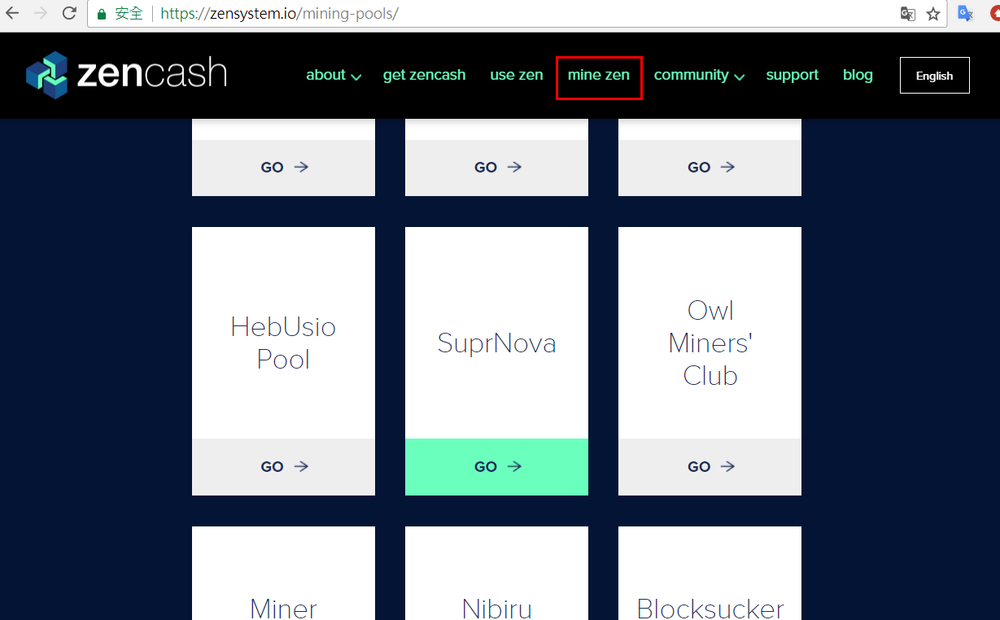 安全 https://zensystem.io/mining-pools/
zencash about get zencash use zen mine zen community support blog English
GO → GO → GO →
HebUsio
Pool
SuprNova
Owl
Miners'
Club
GO → GO → GO →
Miner Nibiru Blocksucker